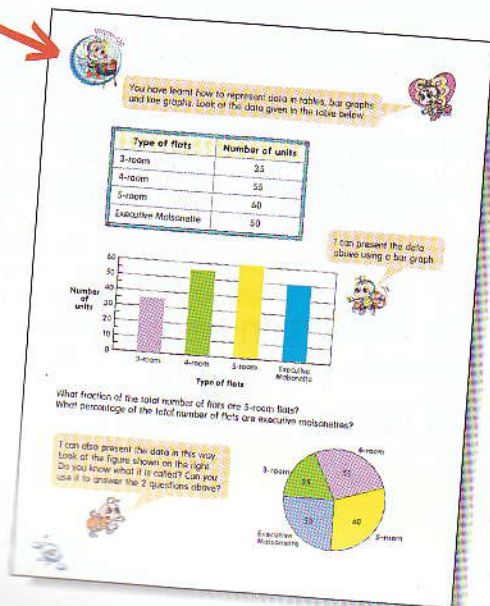 You have learnt how to represent data in tables, bar graphs
and line graphs. Look at the data given in the table below.
Type of flats Number of units
3-room 35
4-room 55
5-room 60
Executive Maisonette 50
I can present the data
above using a bar graph.
60
50
40
30
20
10
0
Number
of
units
3-room 4-room 5-room Executive
Maisonette
Type of flats
What fraction of the total number of flats are 5-room flats?
What percentage of the total number of flats are executive maisonettes?
I can also present the data in this way.
Look at the figure shown on the right.
Do you know what it is called? Can you
use it to answer the 2 questions above?
4-room
3-room
35
55
50
60
Executive
Maisonette
5-room